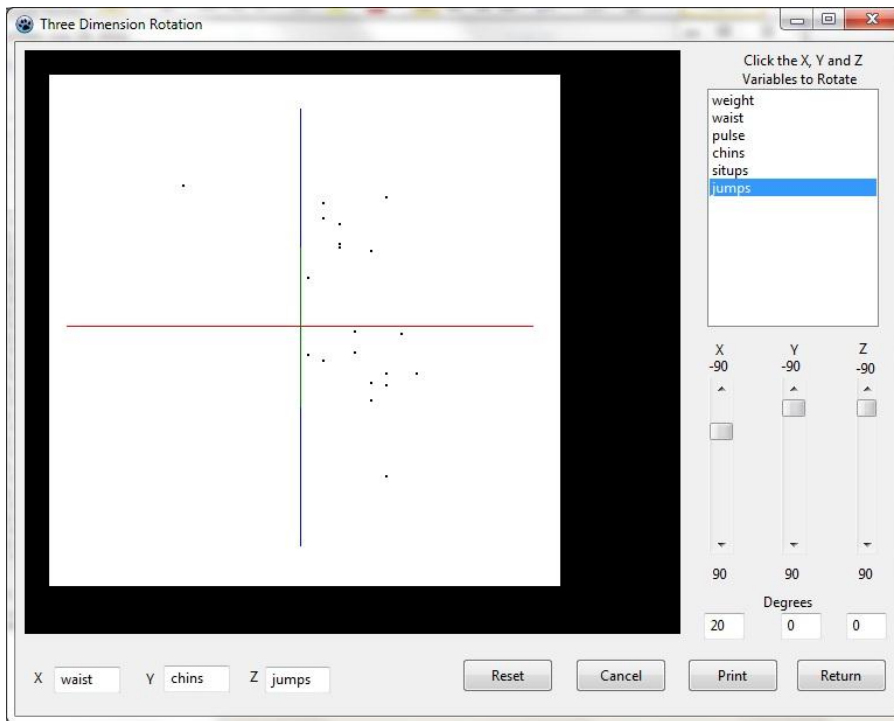 Three Dimension Rotation
Click the X, Y and Z
Variables to Rotate
weight
waist
pulse
chins
situps
jumps
X Y Z
-90 -90 -90
90 90 90
Degrees
20 0 0
X waist Y chins Z jumps Reset Cancel Print Return